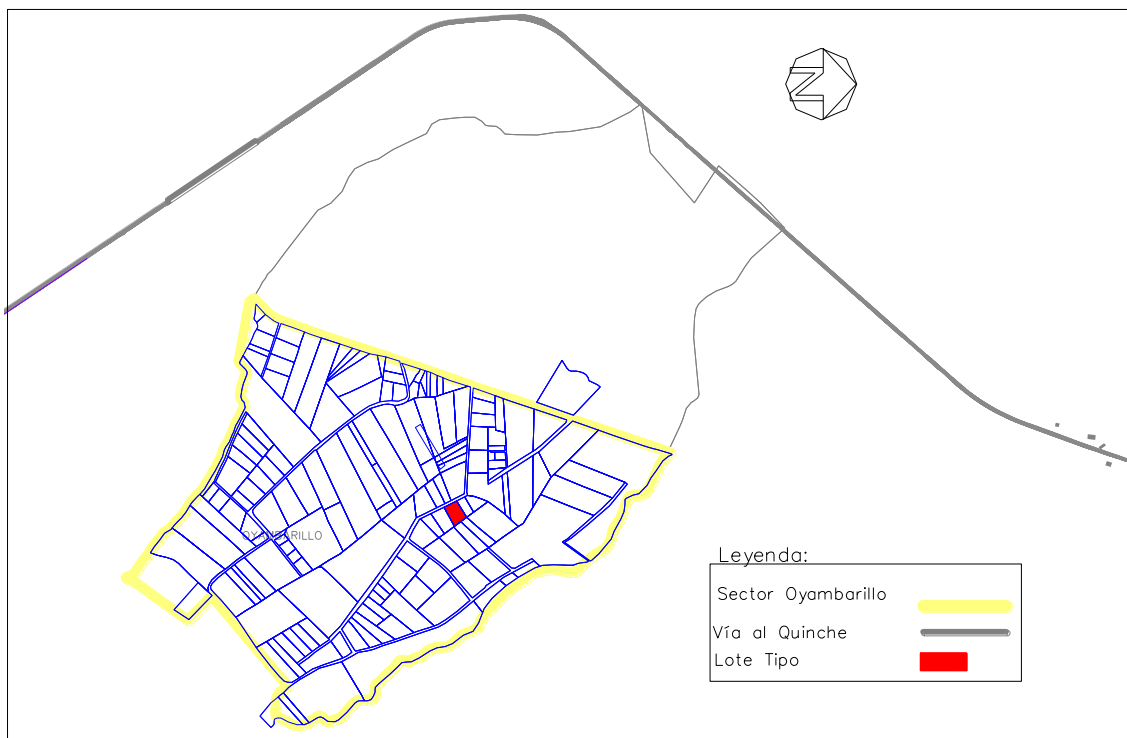 N
OYAMBARILLO
Leyenda:
Sector Oyambarillo
Vía al Quinche
Lote Tipo